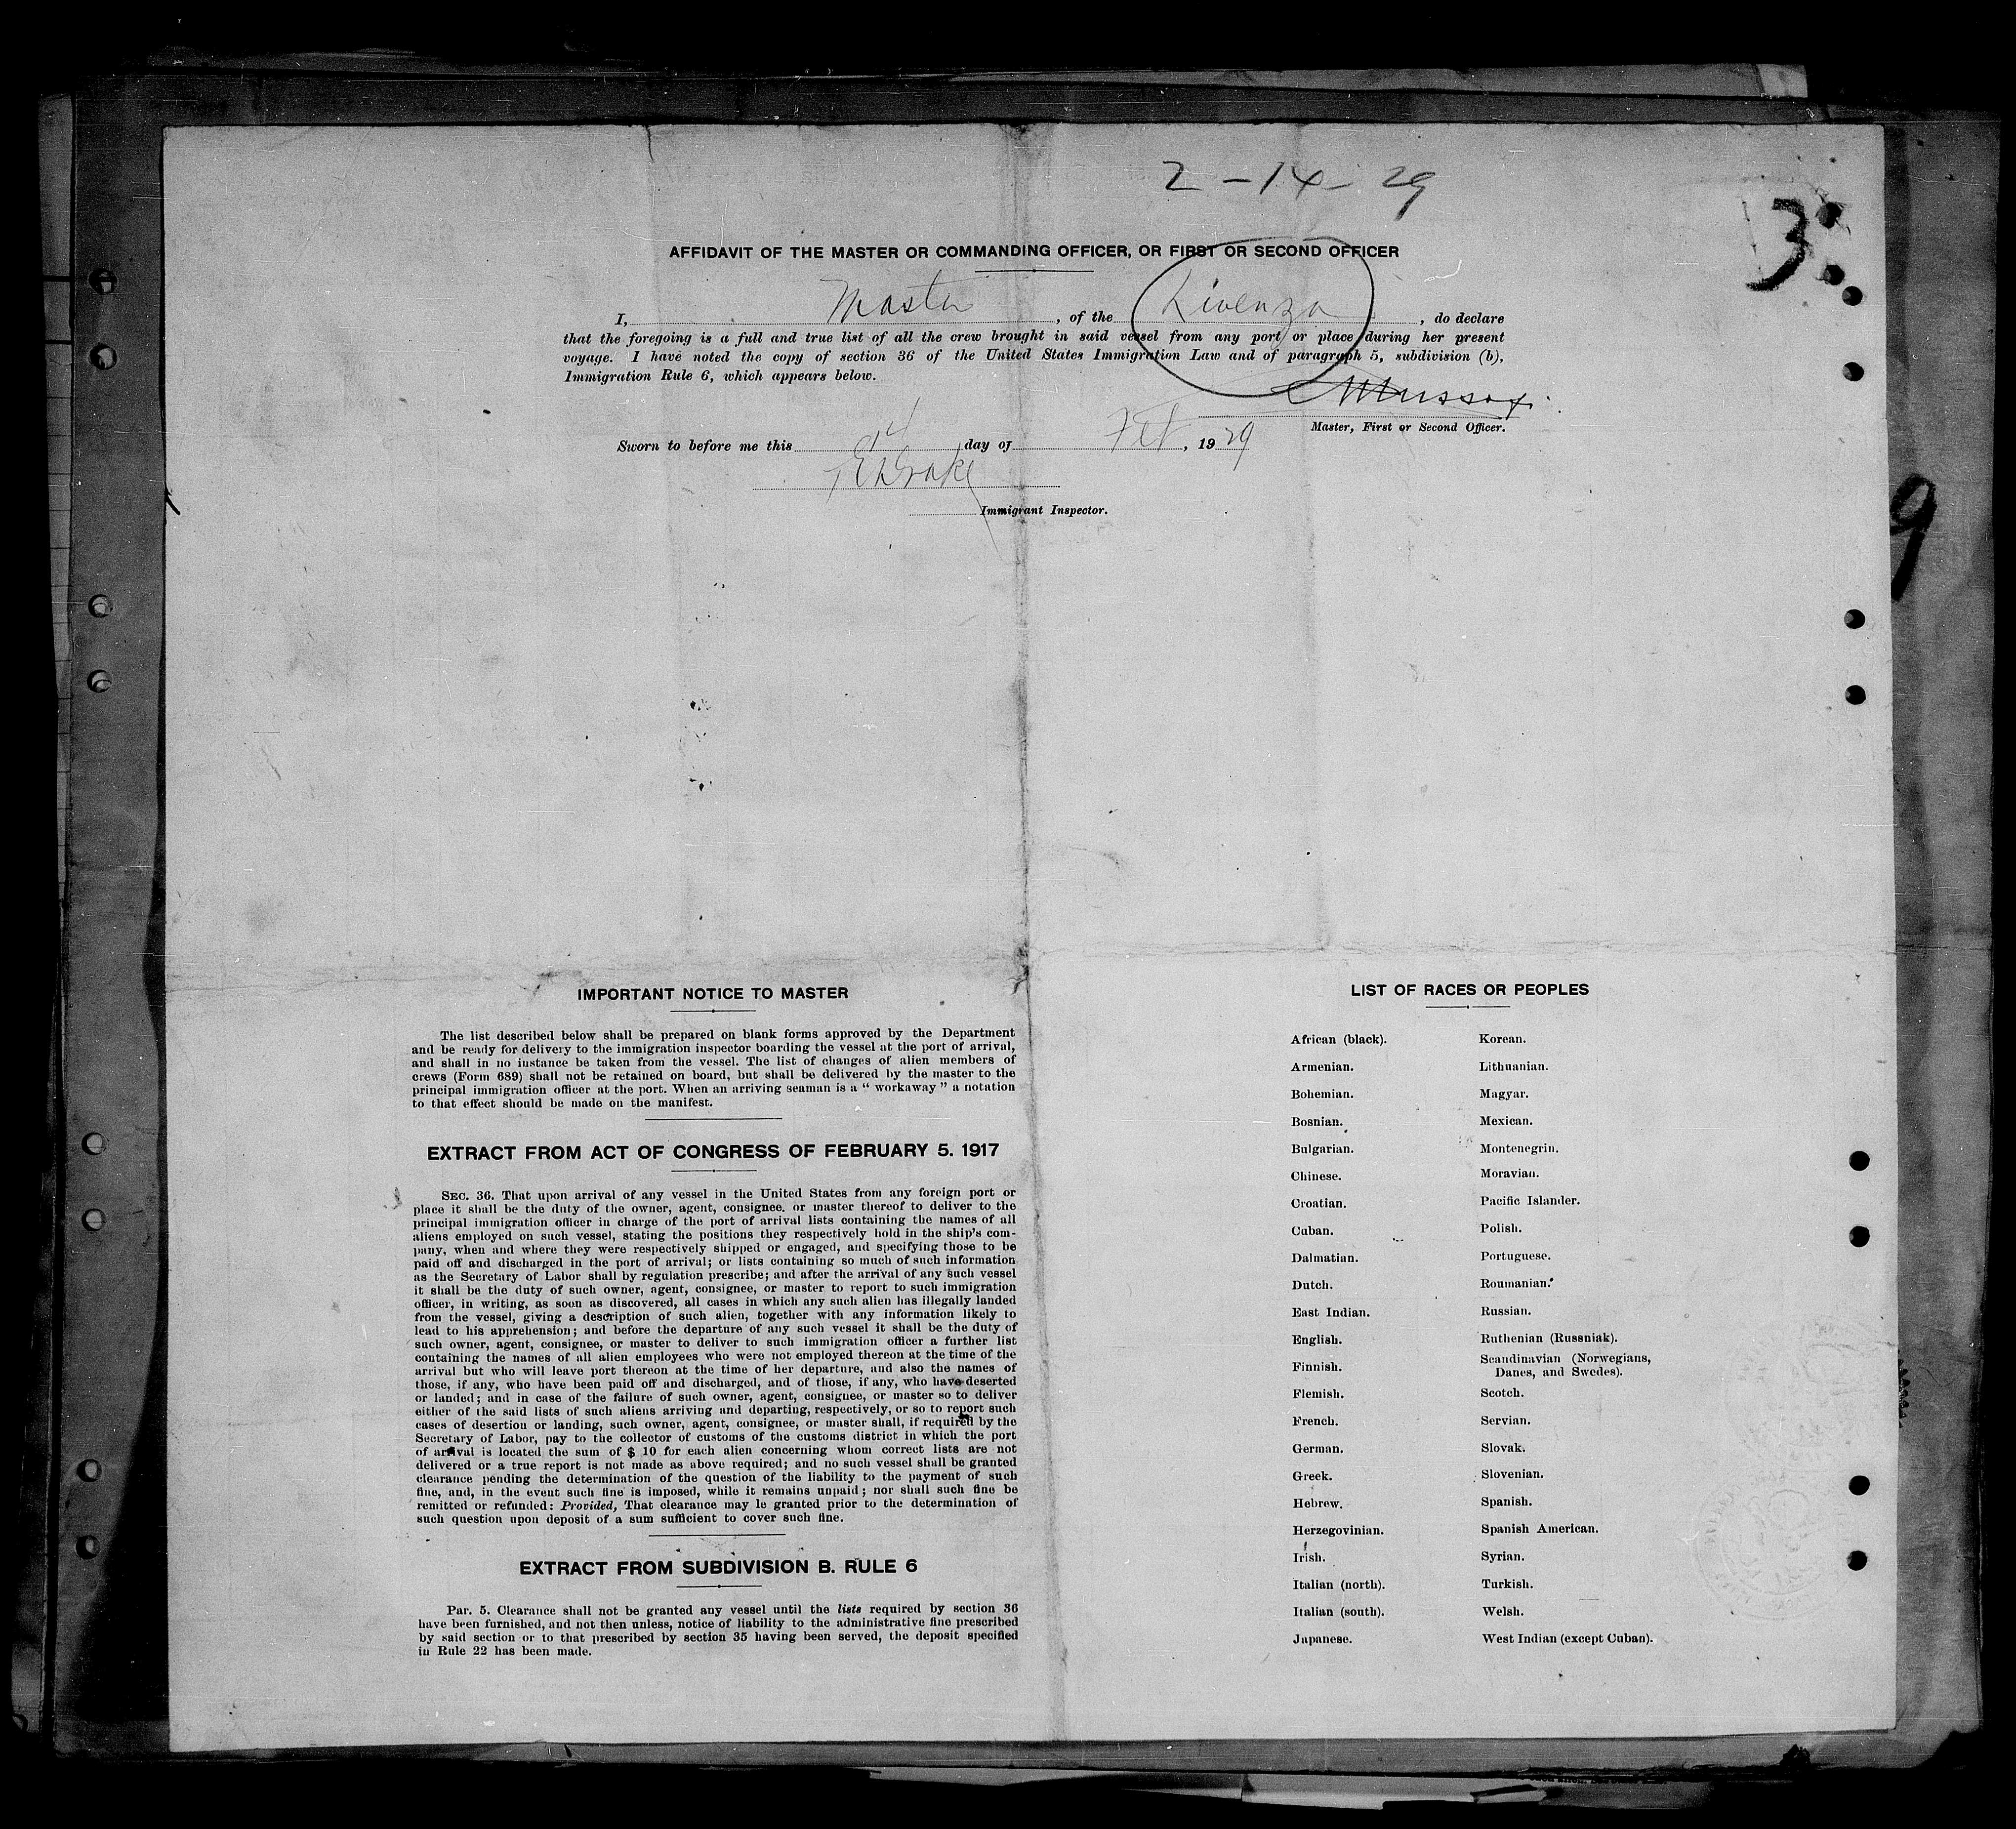 2-14-29
3
AFFIDAVIT OF THE MASTER OR COMMANDING OFFICER, OR FIRST OR SECOND OFFICER
I, Master, of the Livenza, do declare
that the foregoing is a full and true list of all the crew brought in said vessel from any port or place during her present
voyage. I have noted the copy of section 36 of the United States Immigration Law and of paragraph 5, subdivision (b),
Immigration Rule 6, which appears below.
Master, First or Second Officer.
Sworn to before me this 14 day of Feb, 1929
Immigrant Inspector.
9
IMPORTANT NOTICE TO MASTER
The list described below shall be prepared on blank forms approved by the Department
and be ready for delivery to the immigration inspector boarding the vessel at the port of arrival,
and shall in no instance be taken from the vessel. The list of changes of alien members of
crews (Form 689) shall not be retained on board, but shall be delivered by the master to the
principal immigration officer at the port. When an arriving seaman is a " workaway " a notation
to that effect should be made on the manifest.
EXTRACT FROM ACT OF CONGRESS OF FEBRUARY 5. 1917
SEC. 36. That upon arrival of any vessel in the United States from any foreign port or
place it shall be the duty of the owner, agent, consignee. or master thereof to deliver to the
principal immigration officer in charge of the port of arrival lists containing the names of all
aliens employed on such vessel, stating the positions they respectively hold in the ship's com-
pany, when and where they were respectively shipped or engaged, and specifying those to be
paid off and discharged in the port of arrival; or lists containing so much of such information
as the Secretary of Labor shall by regulation prescribe; and after the arrival of any such vessel
it shall be the duty of such owner, agent, consignee, or master to report to such immigration
officer, in writing, as soon as discovered, all cases in which any such alien has illegally landed
from the vessel, giving a description of such alien, together with any information likely to
lead to his apprehension; and before the departure of any such vessel it shall be the duty of
such owner, agent, consignee, or master to deliver to such immigration officer a further list
containing the names of all alien employees who were not employed thereon at the time of the
arrival but who will leave port thereon at the time of her departure, and also the names of
those, if any, who have been paid off and discharged, and of those, if any, who have deserted
or landed; and in case of the failure of such owner, agent, consignee, or master so to deliver
either of the said lists of such aliens arriving and departing, respectively, or so to report such
cases of desertion or landing, such owner, agent, consignee, or master shall, if required by the
Secretary of Labor, pay to the collector of customs of the customs district in which the port
of arrival is located the sum of $ 10 for each alien concerning whom correct lists are not
delivered or a true report is not made as above required; and no such vessel shall be granted
clearance pending the determination of the question of the liability to the payment of such
fine, and, in the event such fine is imposed, while it remains unpaid; nor shall such fine be
remitted or refunded: Provided, That clearance may be granted prior to the determination of
such question upon deposit of a sum sufficient to cover such fine.
EXTRACT FROM SUBDIVISION B. RULE 6
Par. 5. Clearance shall not be granted any vessel until the lists required by section 36
have been furnished, and not then unless, notice of liability to the administrative fine prescribed
by said section or to that prescribed by section 35 having been served, the deposit specified
in Rule 22 has been made.
LIST OF RACES OR PEOPLES
African (black).
Armenian.
Bohemian.
Bosnian.
Bulgarian.
Chinese.
Croatian.
Cuban.
Dalmatian.
Dutch.
East Indian.
English.
Finnish.
Flemish.
French.
German.
Greek.
Hebrew.
Herzegovinian.
Irish.
Italian (north).
Italian (south).
Japanese.
Korean.
Lithuanian.
Magyar.
Mexican.
Montenegrin.
Moravian.
Pacific Islander.
Polish.
Portuguese.
Roumanian.
Russian.
Ruthenian (Russniak).
Scandinavian (Norwegians,
Danes, and Swedes).
Scotch.
Servian.
Slovak.
Slovenian.
Spanish.
Spanish American.
Syrian.
Turkish.
Welsh.
West Indian (except Cuban).